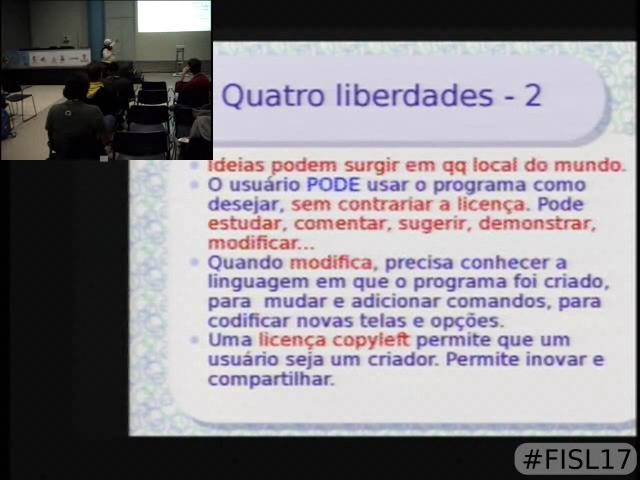 Quatro liberdades - 2
Ideias podem surgir em qq local do mundo.
O usuário PODE usar o programa como
desejar, sem contrariar a licença. Pode
estudar, comentar, sugerir, demonstrar,
modificar...
Quando modifica, precisa conhecer a
linguagem em que o programa foi criado,
para  mudar e adicionar comandos, para
codificar novas telas e opções.
Uma licença copyleft permite que um
usuário seja um criador. Permite inovar e
compartilhar.
#FISL17